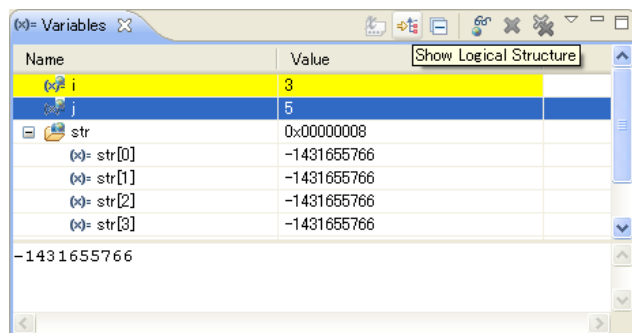 (x)= Variables
Name Value Show Logical Structure
i 3
j 5
str 0x00000008
(x)= str[0] -1431655766
(x)= str[1] -1431655766
(x)= str[2] -1431655766
(x)= str[3] -1431655766
-1431655766